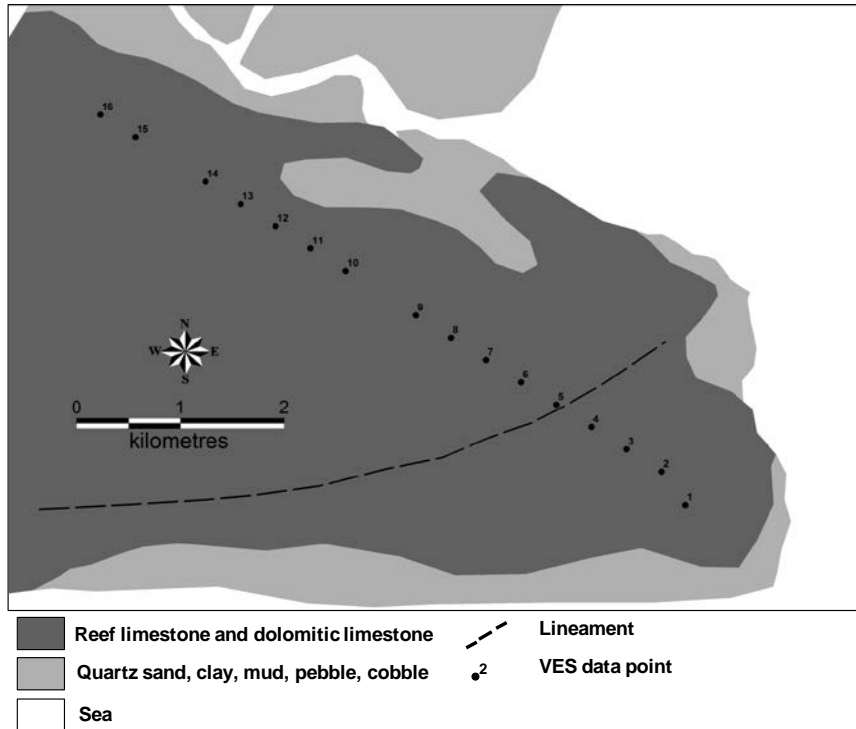 16
15
14
13
12
11
10
9
8
7
6
5
4
3
2
1
N
W E
S
0 1 2
kilometres
Reef limestone and dolomitic limestone
Lineament
Quartz sand, clay, mud, pebble, cobble
2
VES data point
Sea